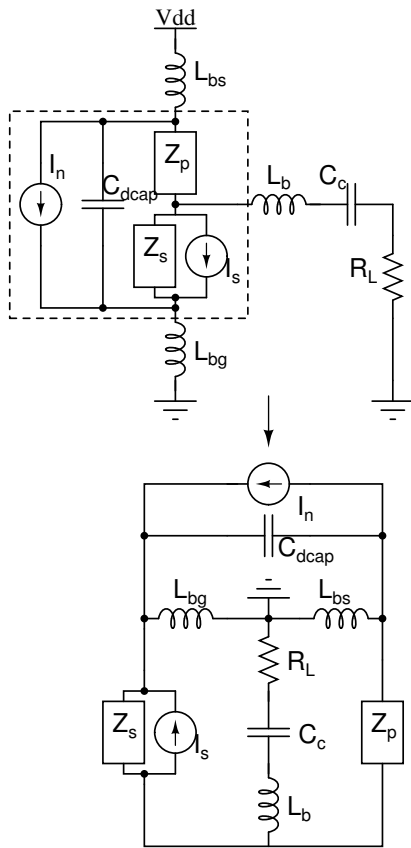 Vdd
L_bs
I_n
Z_p
C_dcap
L_b
C_c
Z_s
I_s
R_L
L_bg
I_n
C_dcap
L_bg
L_bs
R_L
Z_s
I_s
C_c
Z_p
L_b